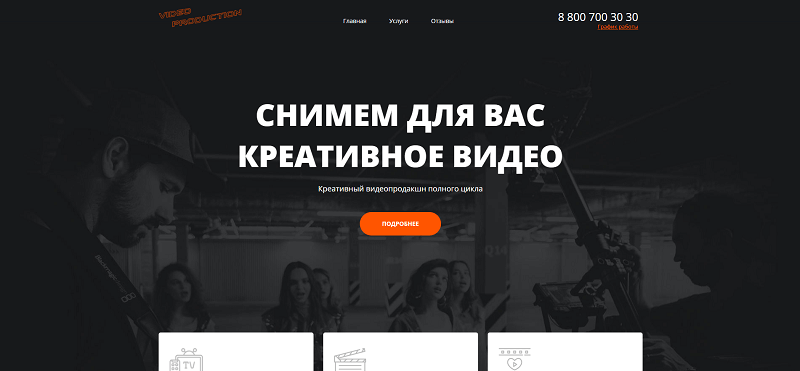 VIDEO
PRODUCTION
Главная
Услуги
Отзывы
8 800 700 30 30
График работы
СНИМЕМ ДЛЯ ВАС
КРЕАТИВНОЕ ВИДЕО
Креативный видеопродакшн полного цикла
ПОДРОБНЕЕ
Q14
TV